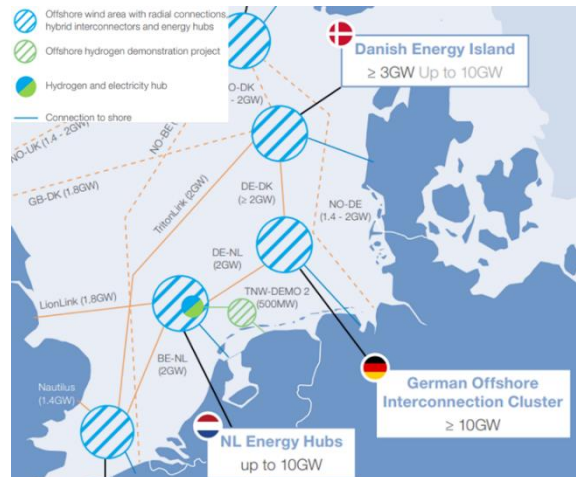 Offshore wind area with radial connections,
hybrid interconnectors and energy hubs
Offshore hydrogen demonstration project
Hydrogen and electricity hub
Connection to shore
Danish Energy Island
≥ 3GW Up to 10GW
O-DK
- 2GW)
NO-UK (1.4 - 2GW)
NO-BE
GB-DK (1.8GW)
TritonLink (2GW)
DE-DK
(≥ 2GW)
NO-DE
(1.4 - 2GW)
DE-NL
(2GW)
TNW-DEMO 2
(500MW)
LionLink (1.8GW)
BE-NL
(2GW)
Nautilus
(1.4GW)
German Offshore
Interconnection Cluster
≥ 10GW
NL Energy Hubs
up to 10GW